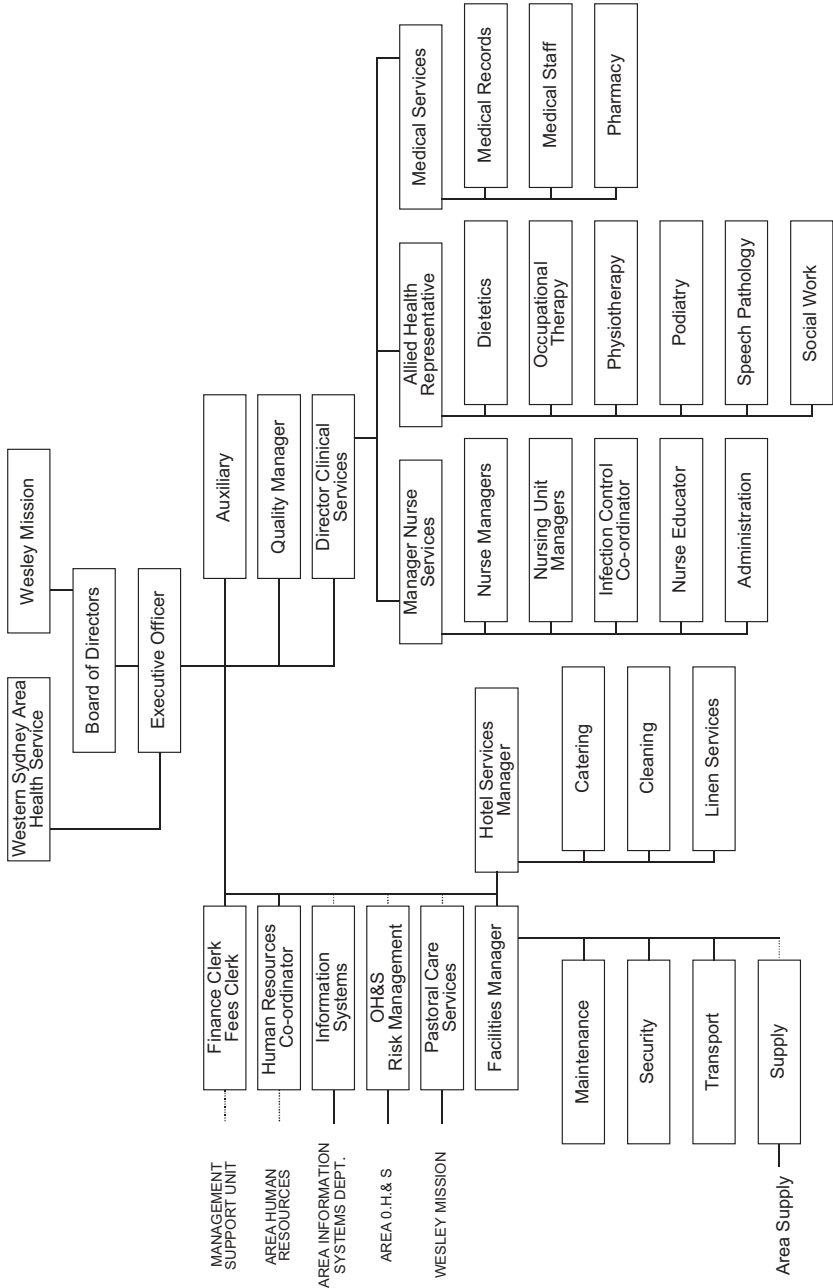 Western Sydney Area
Health Service
Wesley Mission
Board of Directors
Executive Officer
Auxiliary
Quality Manager
Director Clinical
Services
MANAGEMENT
SUPPORT UNIT
Finance Clerk
Fees Clerk
AREA HUMAN
RESOURCES
Human Resources
Co-ordinator
AREA INFORMATION
SYSTEMS DEPT.
Information
Systems
AREA 0.H.& S
OH&S
Risk Management
WESLEY MISSION
Pastoral Care
Services
Facilities Manager
Maintenance
Security
Transport
Area Supply
Supply
Hotel Services
Manager
Catering
Cleaning
Linen Services
Manager Nurse
Services
Nurse Managers
Nursing Unit
Managers
Infection Control
Co-ordinator
Nurse Educator
Administration
Allied Health
Representative
Dietetics
Occupational
Therapy
Physiotherapy
Podiatry
Speech Pathology
Social Work
Medical Services
Medical Records
Medical Staff
Pharmacy